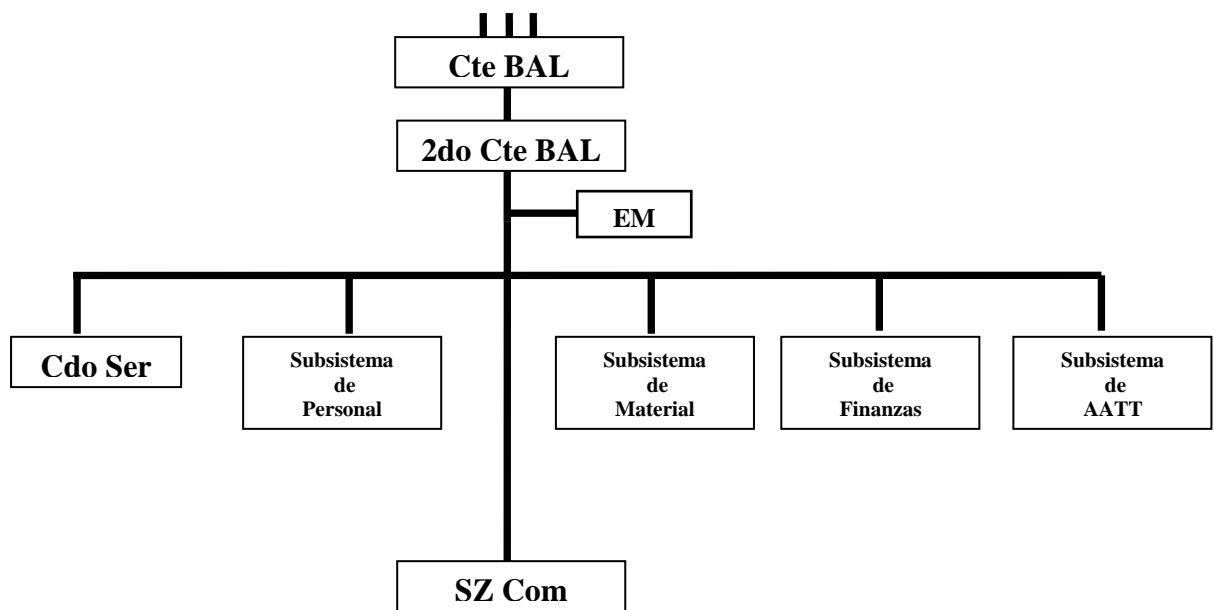 Cte BAL
2do Cte BAL
EM
Cdo Ser
Subsistema
de
Personal
Subsistema
de
Material
Subsistema
de
Finanzas
Subsistema
de
AATT
SZ Com